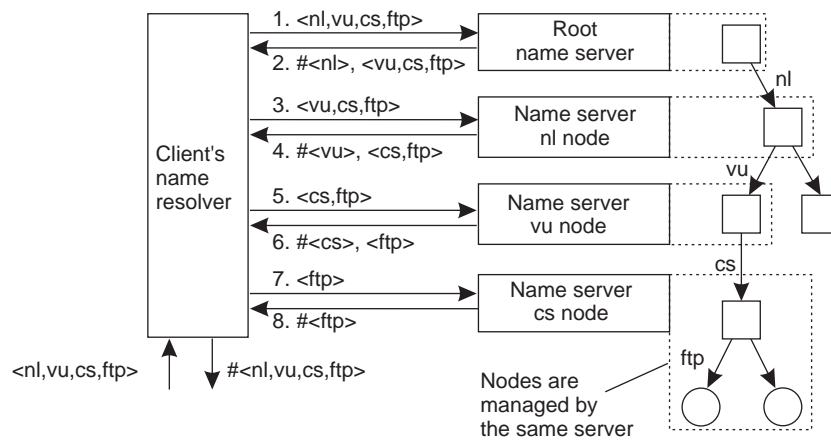 1. <nl,vu,cs,ftp>
2. #<nl>, <vu,cs,ftp>
Root
name server
nl
3. <vu,cs,ftp>
4. #<vu>, <cs,ftp>
Name server
nl node
Client's
name
resolver
vu
5. <cs,ftp>
6. #<cs>, <ftp>
Name server
vu node
cs
7. <ftp>
8. #<ftp>
Name server
cs node
ftp
<nl,vu,cs,ftp>
#<nl,vu,cs,ftp>
Nodes are
managed by
the same server